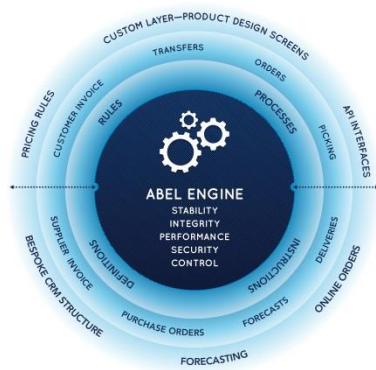 CUSTOM LAYER—PRODUCT DESIGN SCREENS
TRANSFERS
ORDERS
CUSTOMER INVOICE
RULES
PROCESSES
PICKING
PRICING RULES
API INTERFACES
ABEL ENGINE
STABILITY
INTEGRITY
PERFORMANCE
SECURITY
CONTROL
SUPPLIER INVOICE
DEFINITIONS
INSTRUCTIONS
DELIVERIES
BESPOKE CRM STRUCTURE
ONLINE ORDERS
PURCHASE ORDERS
FORECASTS
FORECASTING